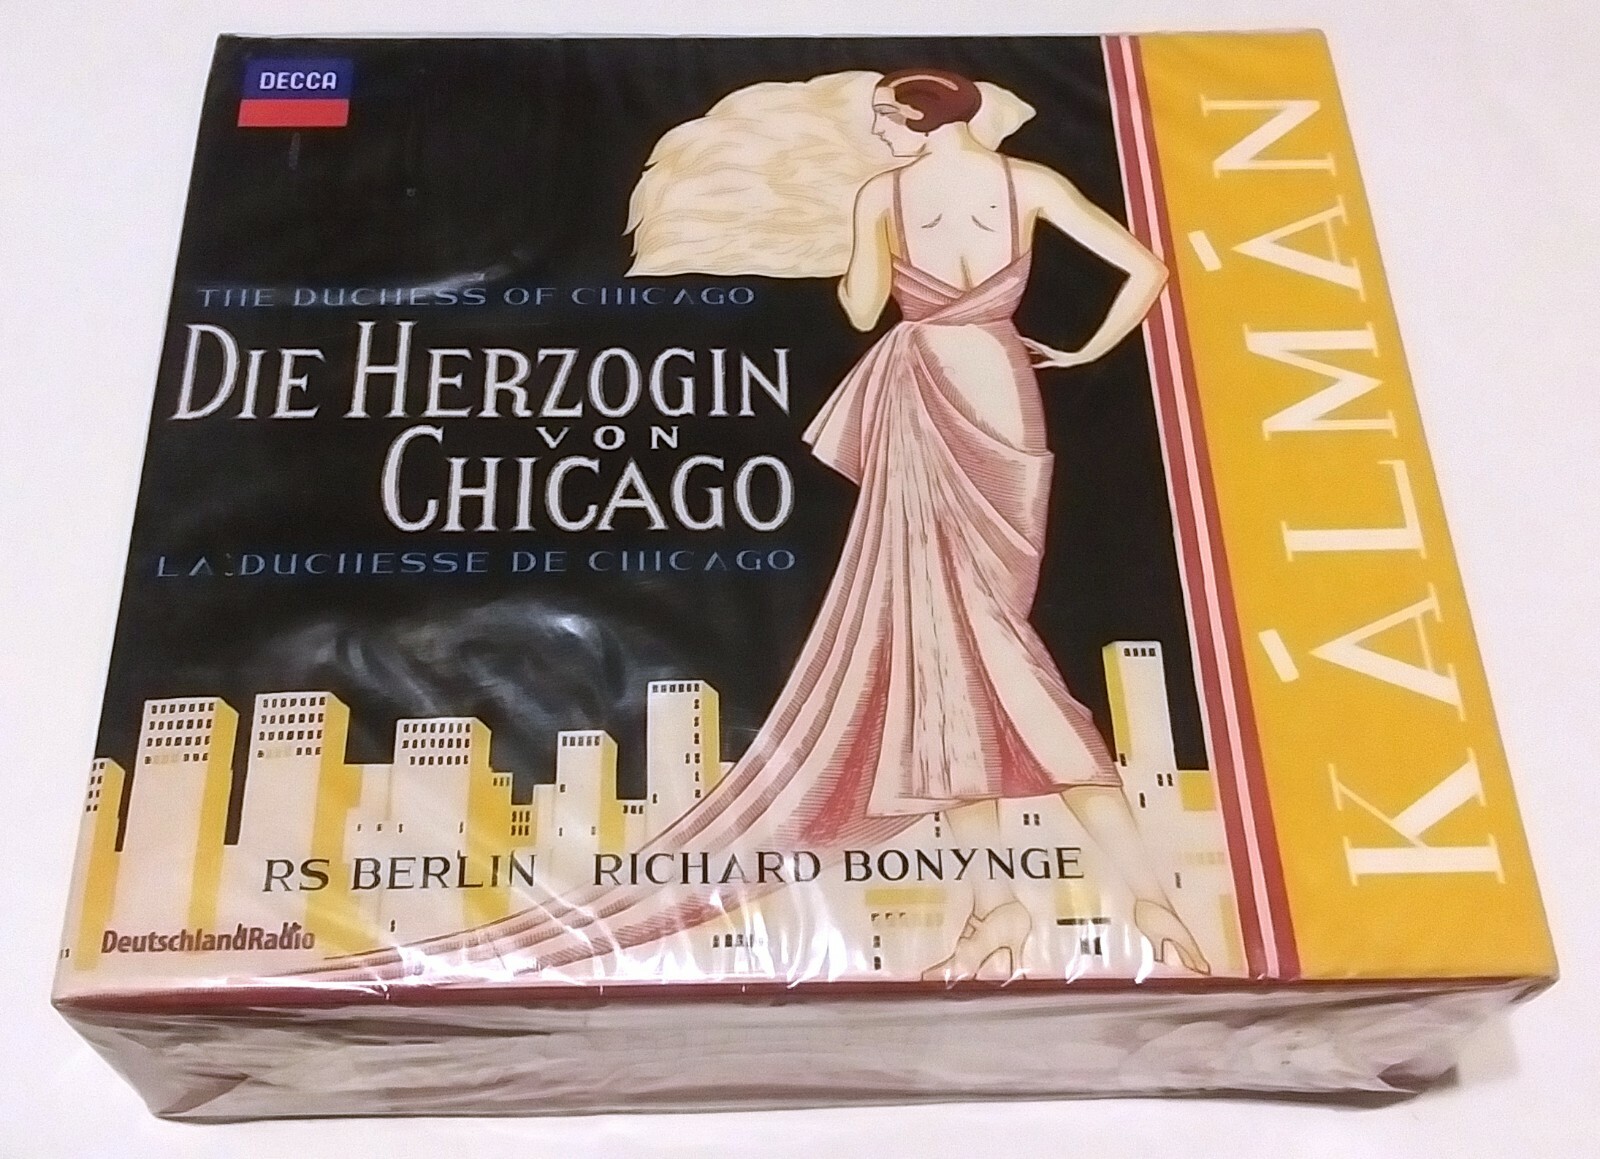 DECCA
THE DUCHESS OF CHICAGO
DIE HERZOGIN
VON
CHICAGO
LA DUCHESSE DE CHICAGO
RS BERLIN RICHARD BONYNGE
DeutschlandRadio
KÁLMÁN